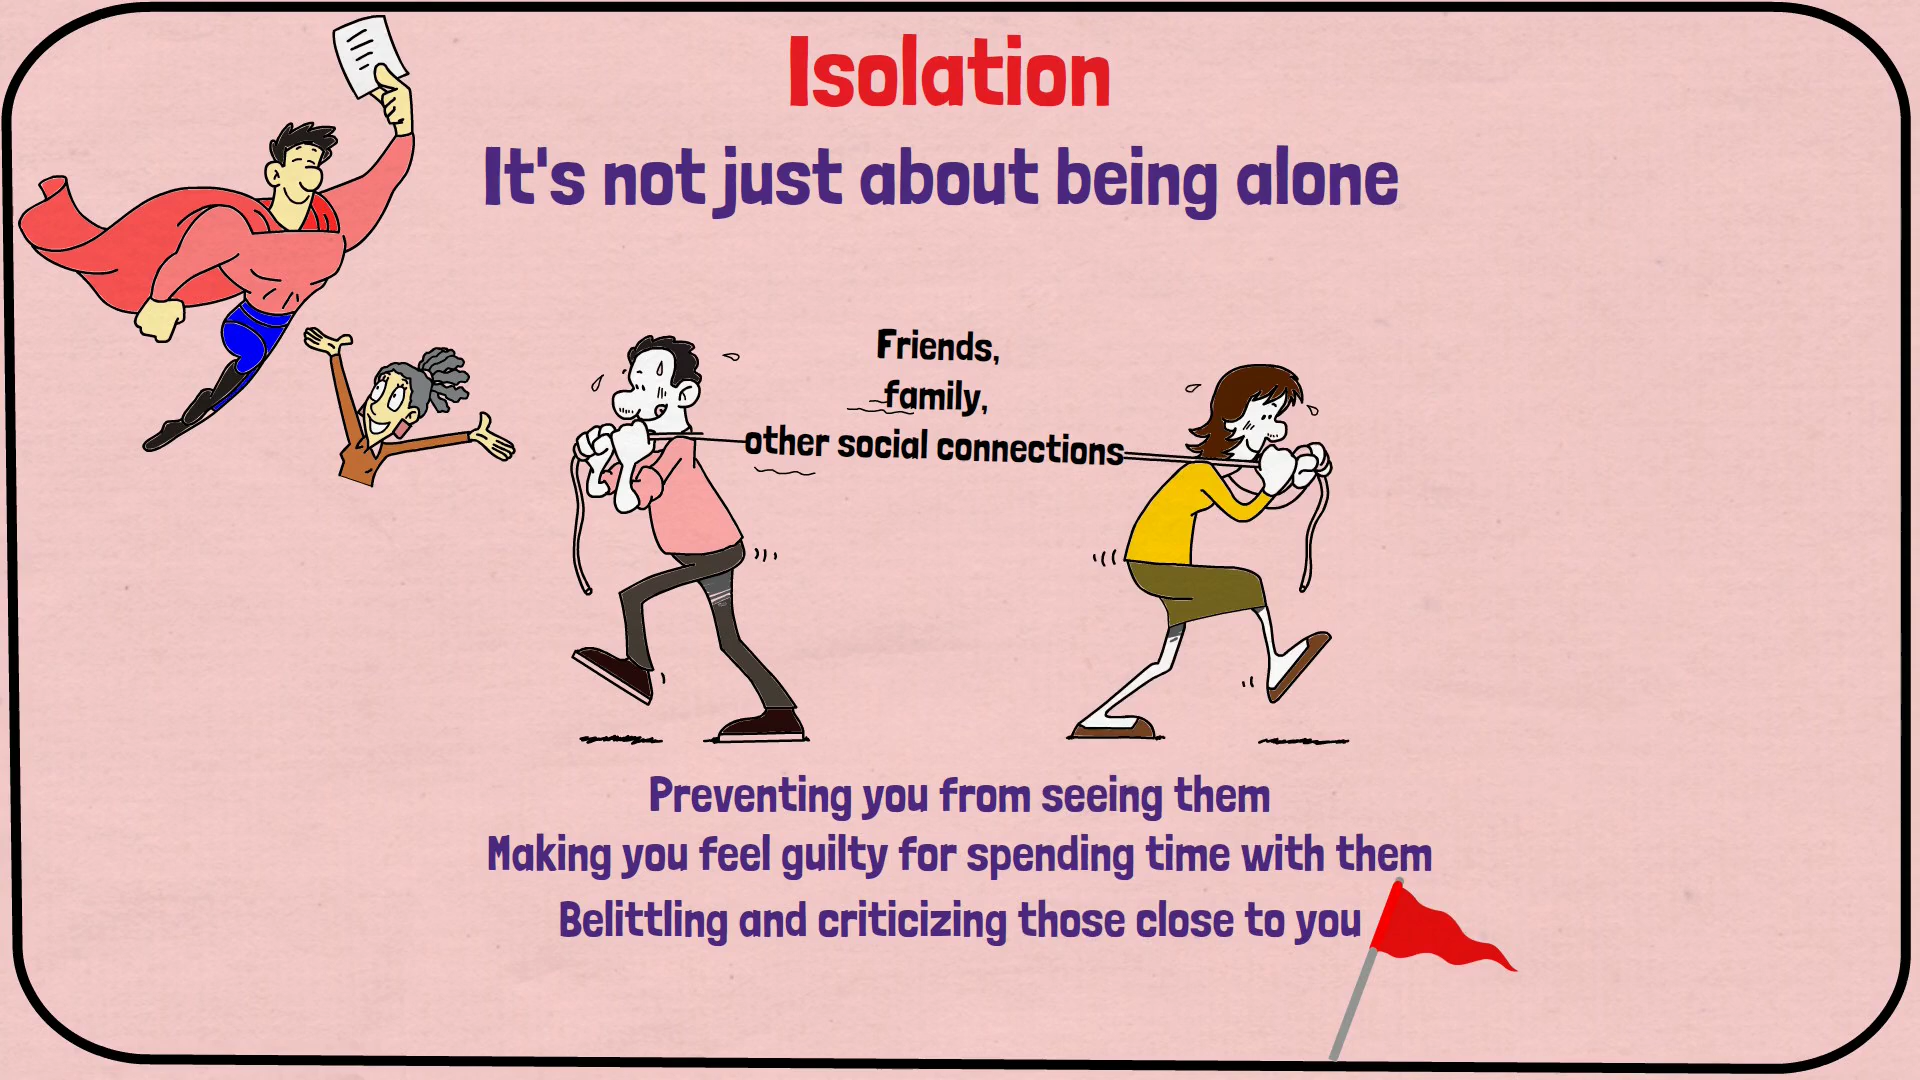 Isolation
It's not just about being alone
Friends,
family,
other social connections
Preventing you from seeing them
Making you feel guilty for spending time with them
Belittling and criticizing those close to you